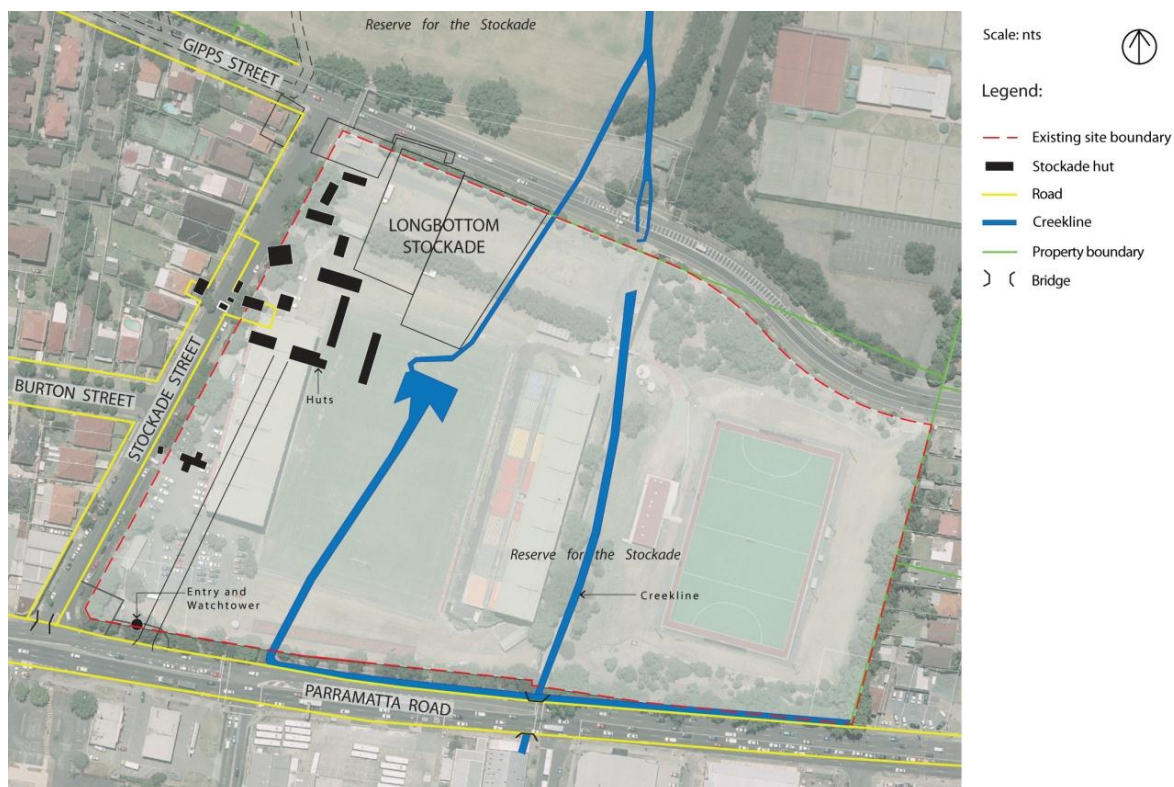 Reserve for the Stockade
GIPPS STREET
LONGBOTTOM
STOCKADE
BURTON STREET
STOCKADE STREET
Huts
Reserve for the Stockade
Creekline
Entry and
Watchtower
PARRAMATTA ROAD
Scale: nts
Legend:
Existing site boundary
Stockade hut
Road
Creekline
Property boundary
Bridge